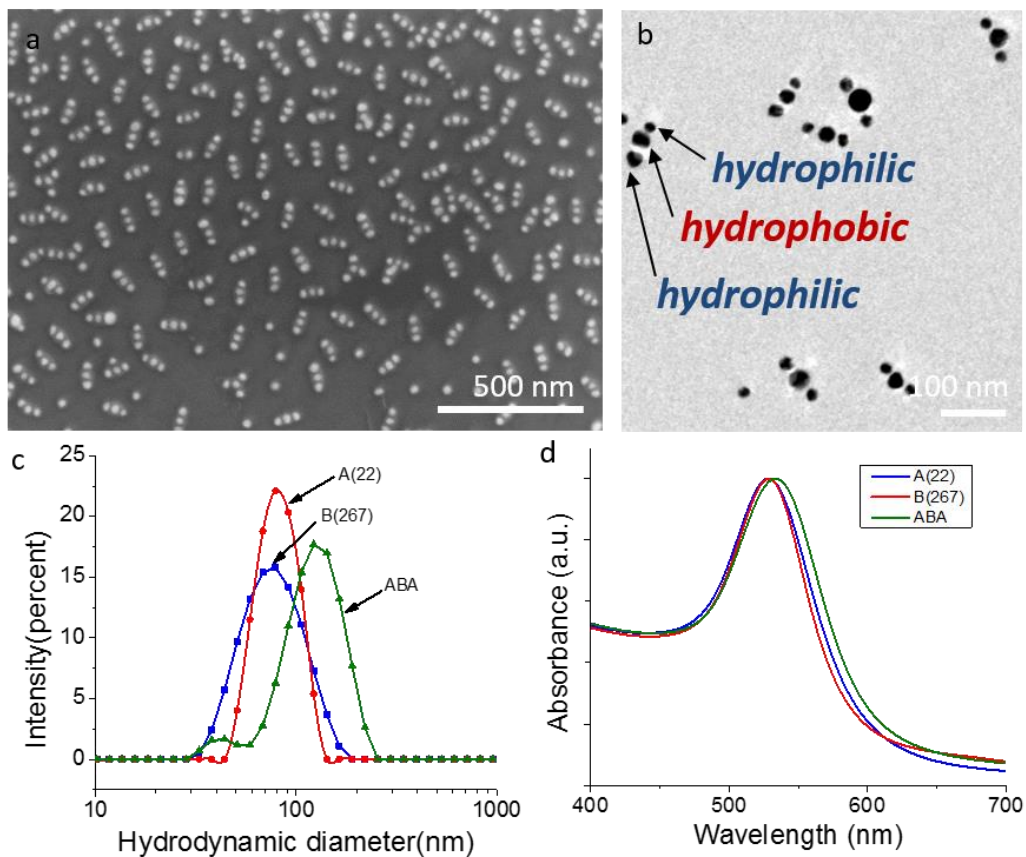 a
500 nm
b
hydrophilic
hydrophobic
hydrophilic
100 nm
c
25
20
15
10
5
0
Intensity(percent)
A(22)
B(267)
ABA
10 100 1000
Hydrodynamic diameter(nm)
d
Absorbance (a.u.)
A(22)
B(267)
ABA
400 500 600 700
Wavelength (nm)